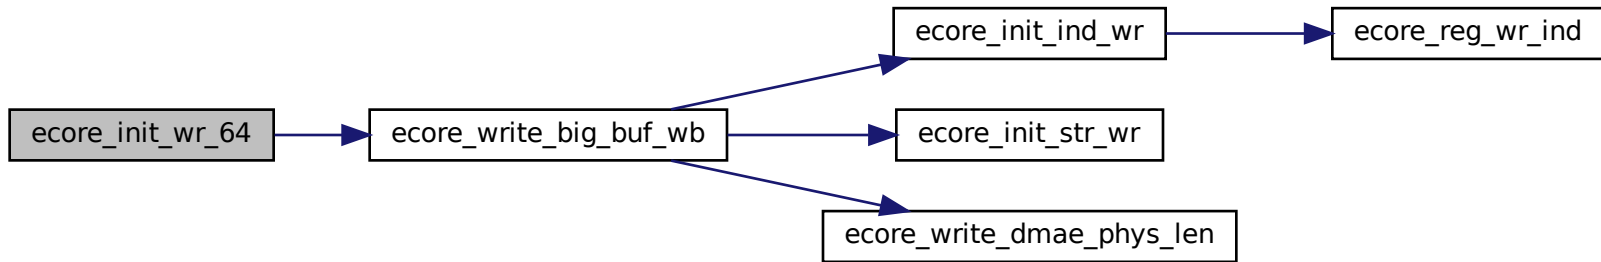 ecore_init_ind_wr
ecore_reg_wr_ind
ecore_init_wr_64
ecore_write_big_buf_wb
ecore_init_str_wr
ecore_write_dmae_phys_len